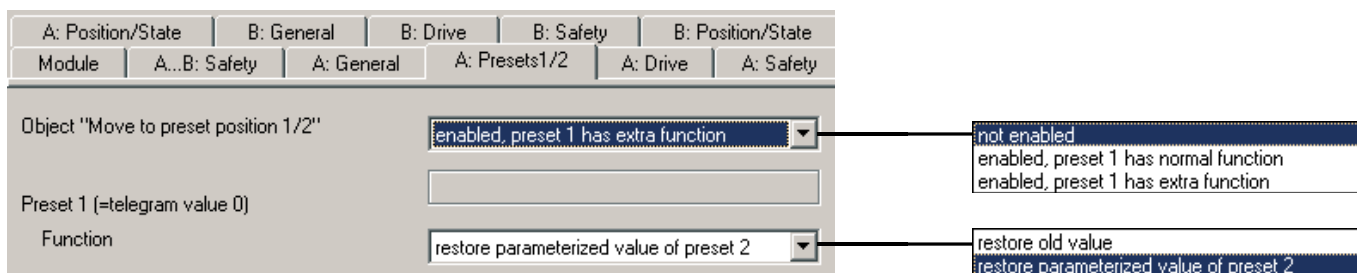 A: Position/State B: General B: Drive B: Safety B: Position/State
Module A...B: Safety A: General A: Presets1/2 A: Drive A: Safety
Object "Move to preset position 1/2" enabled, preset 1 has extra function
not enabled
enabled, preset 1 has normal function
enabled, preset 1 has extra function
Preset 1 (=telegram value 0)
Function restore parameterized value of preset 2
restore old value
restore parameterized value of preset 2